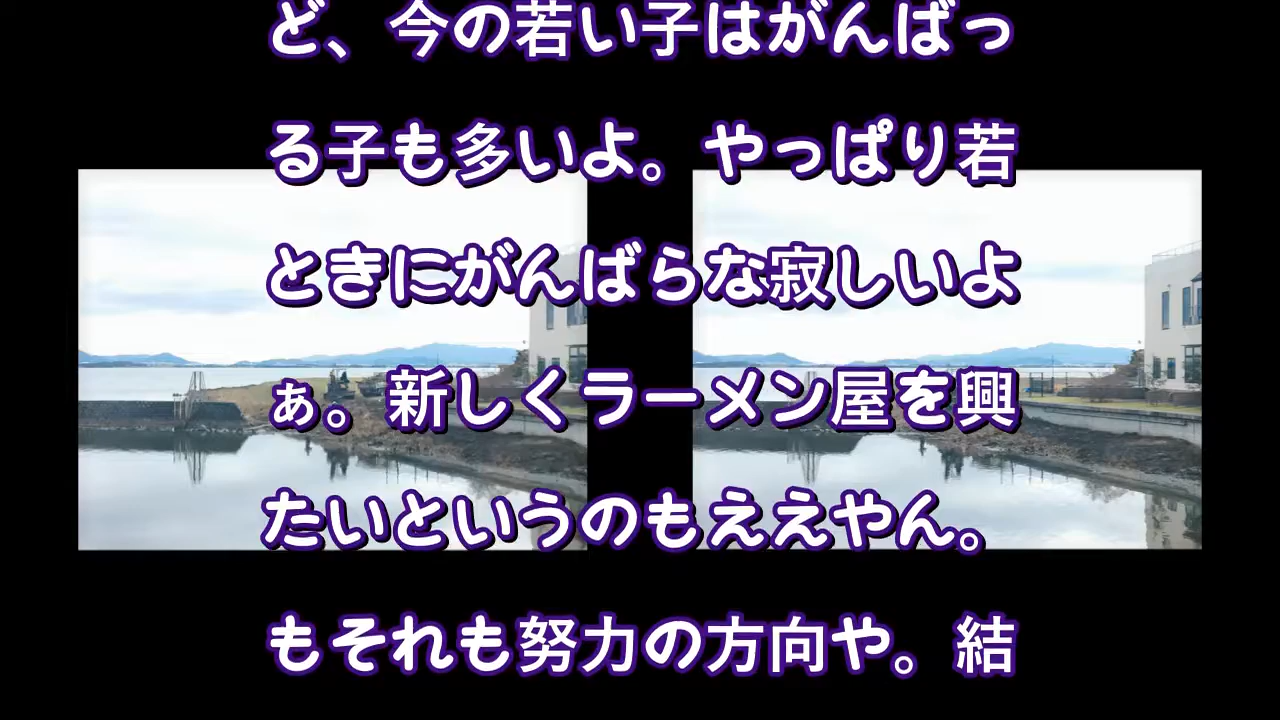 ど、今の若い子はがんばっ
る子も多いよ。やっぱり若
ときにがんばらな寂しいよ
ぁ。新しくラーメン屋を興
たいというのもええやん。
もそれも努力の方向や。結